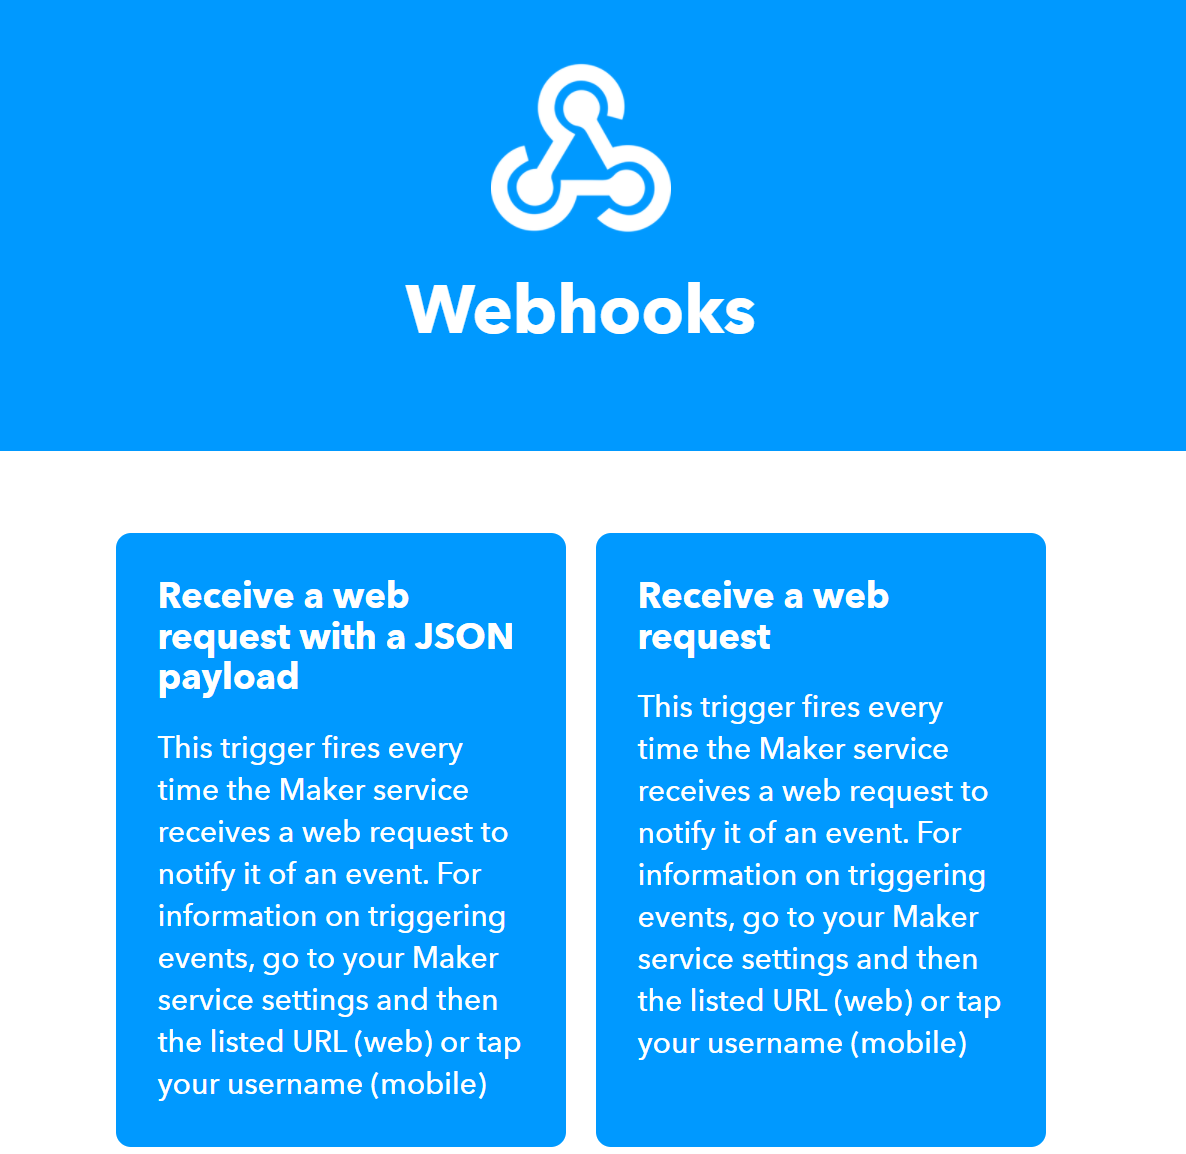 Webhooks
Receive a web
request with a JSON
payload
This trigger fires every
time the Maker service
receives a web request to
notify it of an event. For
information on triggering
events, go to your Maker
service settings and then
the listed URL (web) or tap
your username (mobile)
Receive a web
request
This trigger fires every
time the Maker service
receives a web request to
notify it of an event. For
information on triggering
events, go to your Maker
service settings and then
the listed URL (web) or tap
your username (mobile)